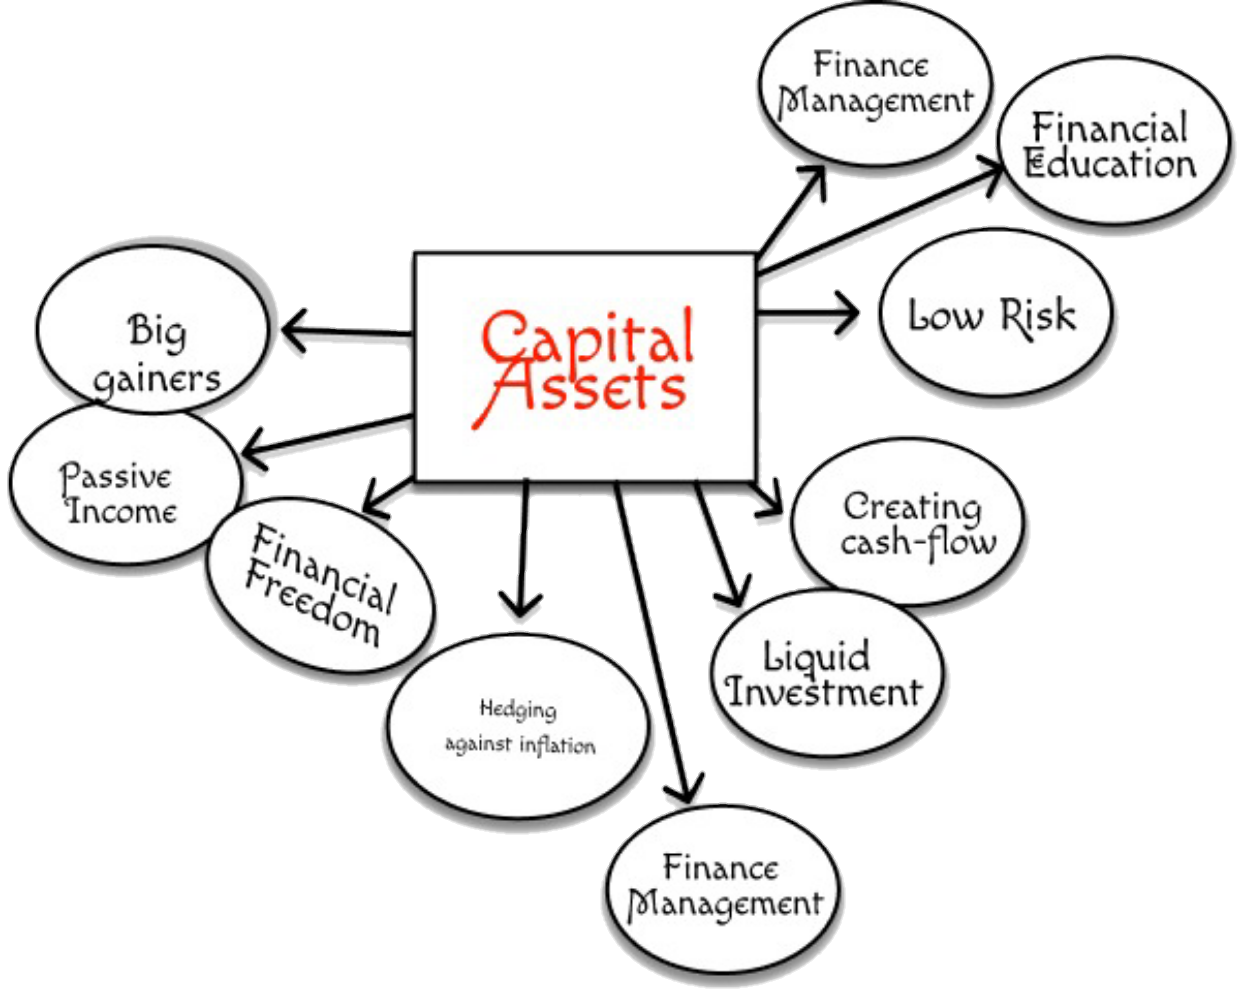 Finance
Management
Financial
Education
Low Risk
Capital
Assets
Big
gainers
Passive
Income
Financial
Freedom
Creating
cash-flow
Liquid
Investment
Hedging
against inflation
Finance
Management